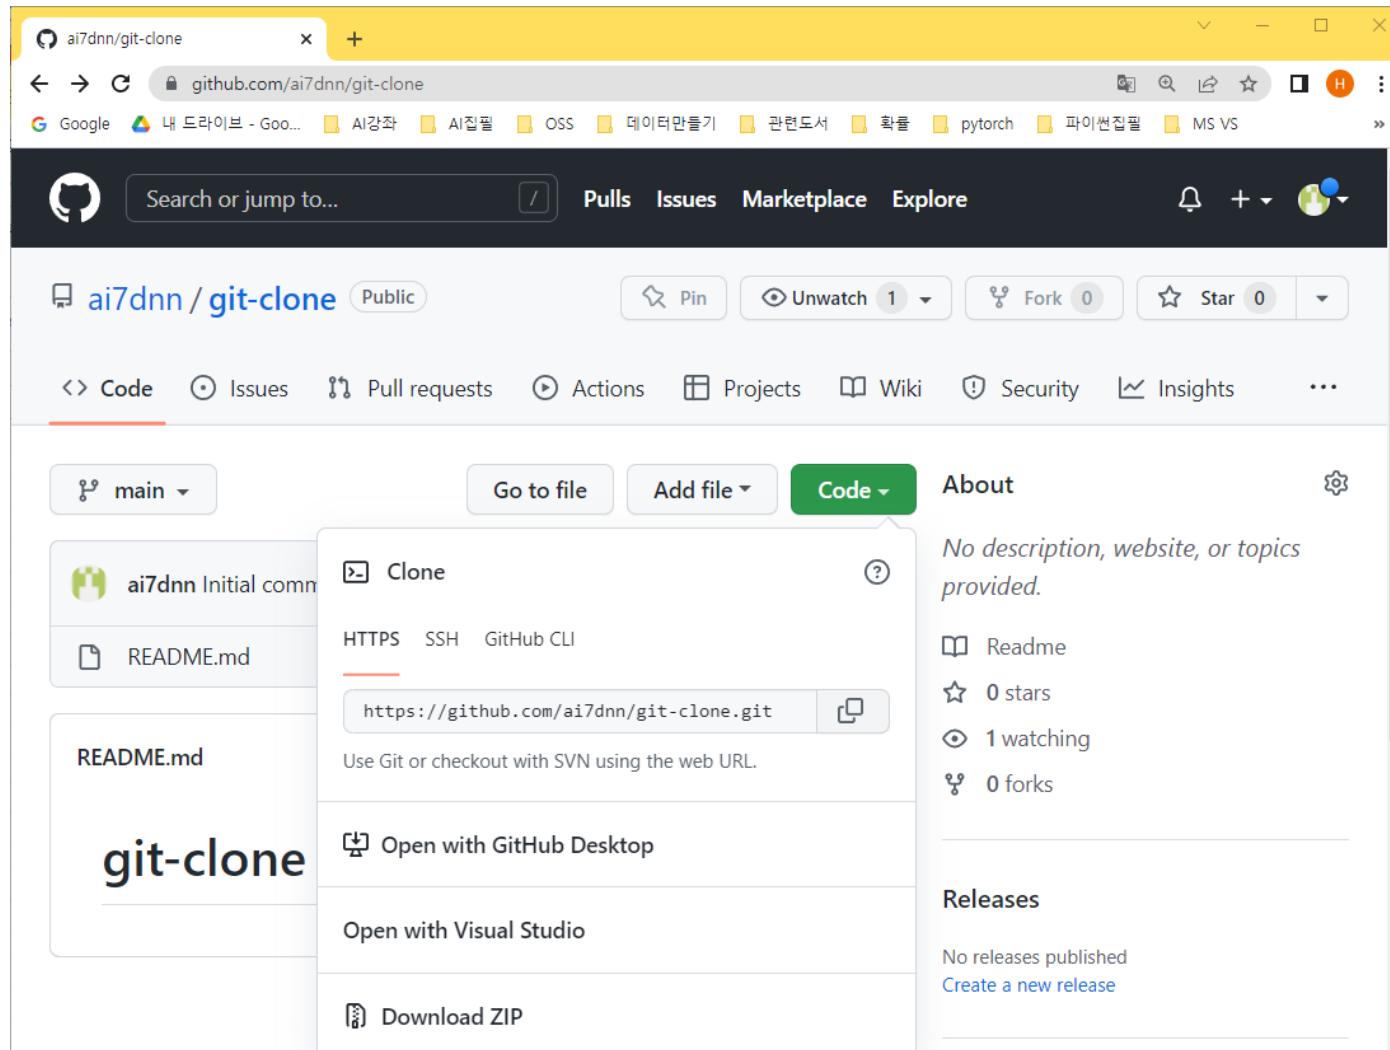 ai7dnn/git-clone
github.com/ai7dnn/git-clone
H
Google 내 드라이브 - Goo... AI강좌 AI집필 OSS 데이터만들기 관련도서 확률 pytorch 파이썬집필 MS VS »
Search or jump to... / Pulls Issues Marketplace Explore
ai7dnn / git-clone Public
Pin Unwatch 1 Fork 0 Star 0
Code Issues Pull requests Actions Projects Wiki Security Insights ...
main Go to file Add file Code
About
No description, website, or topics
provided.
ai7dnn Initial comm
Clone
README.md
HTTPS SSH GitHub CLI
Readme
0 stars
https://github.com/ai7dnn/git-clone.git
1 watching
README.md
Use Git or checkout with SVN using the web URL.
0 forks
git-clone
Open with GitHub Desktop
Releases
Open with Visual Studio
No releases published
Create a new release
Download ZIP